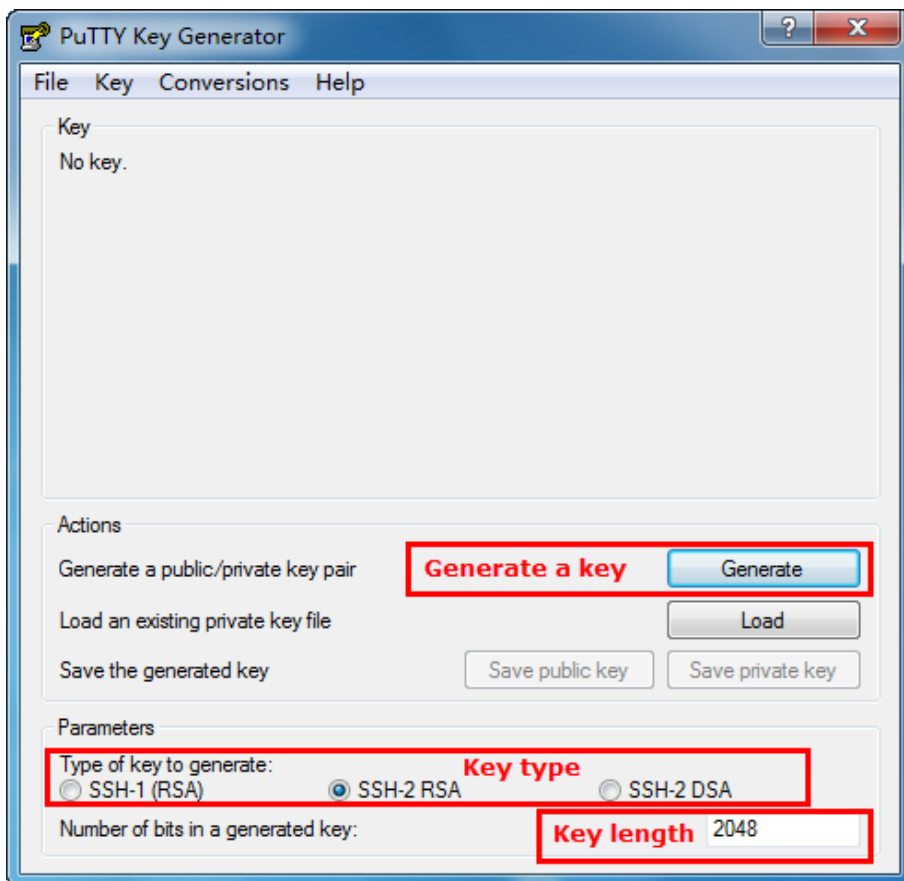 PuTTY Key Generator
File Key Conversions Help
Key
No key.
Actions
Generate a public/private key pair Generate a key Generate
Load an existing private key file Load
Save the generated key Save public key Save private key
Parameters
Type of key to generate: Key type
SSH-1 (RSA) SSH-2 RSA SSH-2 DSA
Number of bits in a generated key: Key length 2048